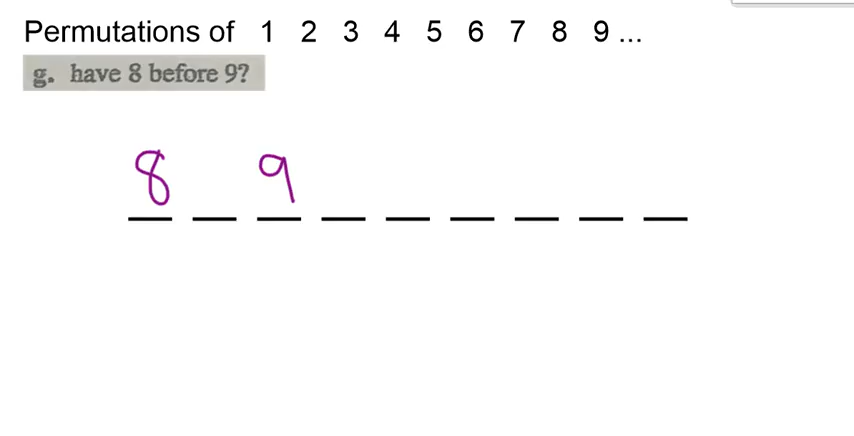 Permutations of 1 2 3 4 5 6 7 8 9 ...
g. have 8 before 9?
8 9